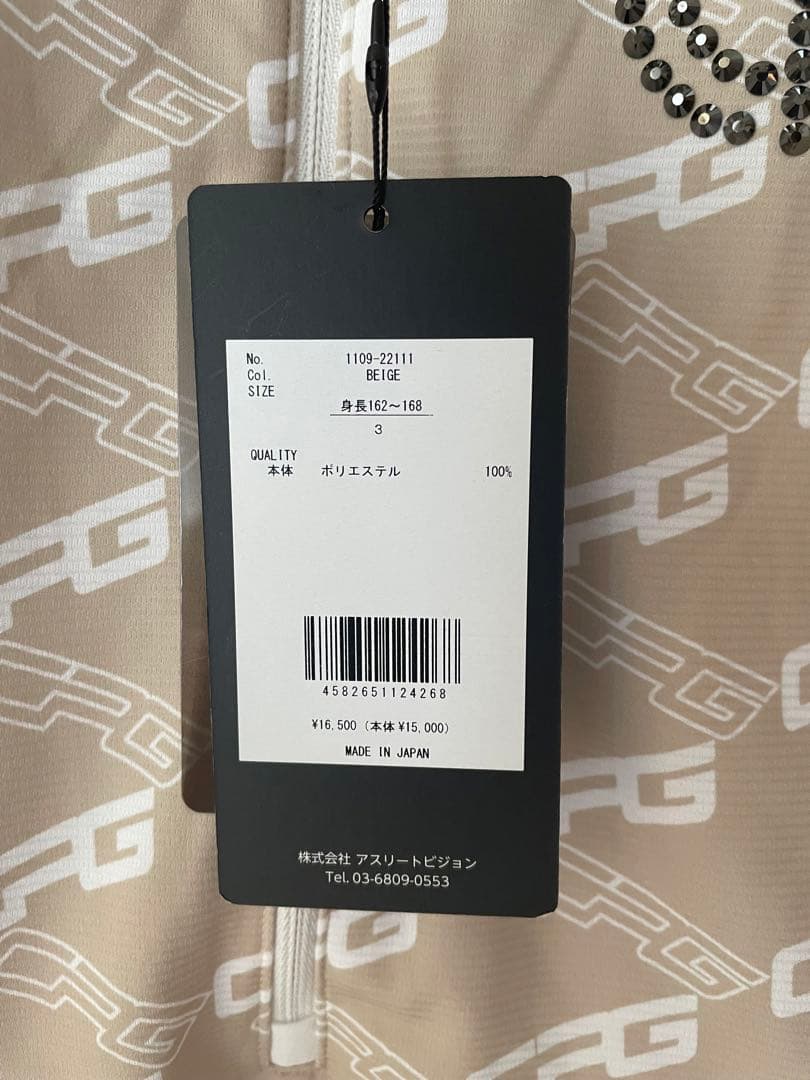 No. 1109-22111
Col. BEIGE
SIZE
身長162～168
3
QUALITY
本体 ポリエステル 100%
4582651124268
¥16,500 (本体 ¥15,000)
MADE IN JAPAN
株式会社 アスリートビジョン
Tel. 03-6809-0553